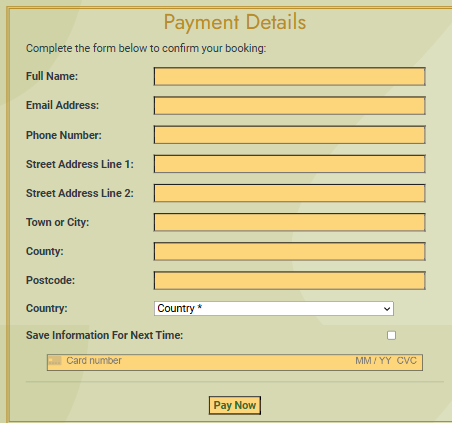 Payment Details
Complete the form below to confirm your booking:
Full Name:
Email Address:
Phone Number:
Street Address Line 1:
Street Address Line 2:
Town or City:
County:
Postcode:
Country: Country *
Save Information For Next Time:
Card number MM / YY CVC
Pay Now